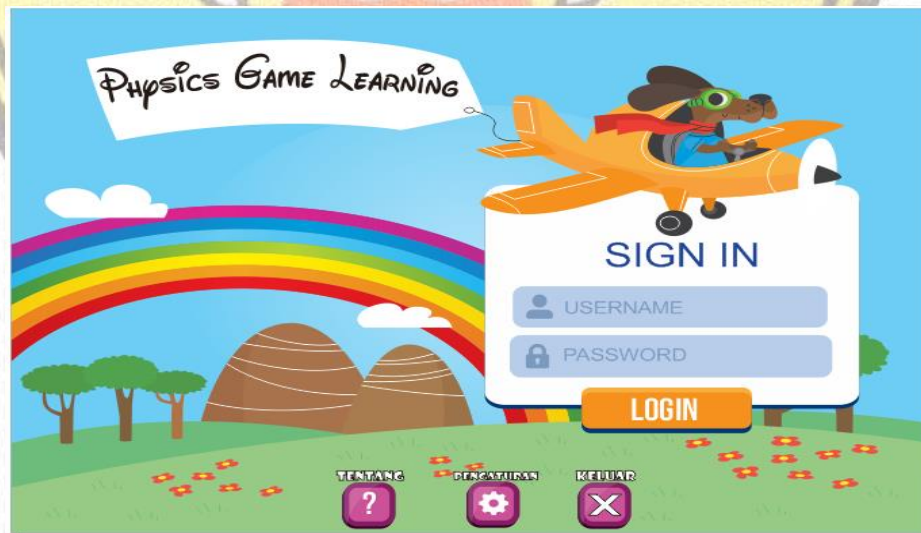 Physics Game Learning
SIGN IN
USERNAME
PASSWORD
LOGIN
TENTANG
PENGATURAN
KELUAR